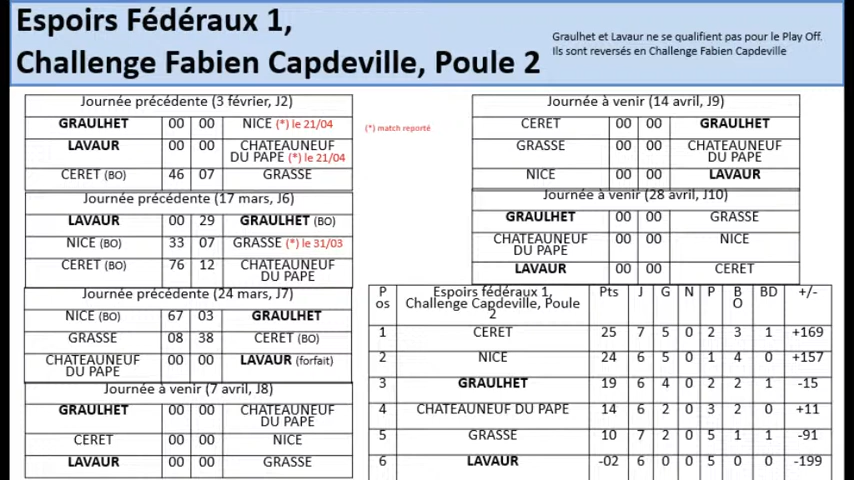 Espoirs Fédéraux 1,
Challenge Fabien Capdeville, Poule 2
Graulhet et Lavaur ne se qualifient pas pour le Play Off.
Ils sont reversés en Challenge Fabien Capdeville
Journée précédente (3 février, J2)
GRAULHET 00 00 NICE (*) le 21/04
LAVAUR 00 00 CHATEAUNEUF
DU PAPE (*) le 21/04
CERET (BO) 46 07 GRASSE
(*) match reporté
Journée précédente (17 mars, J6)
LAVAUR 00 29 GRAULHET (BO)
NICE (BO) 33 07 GRASSE (*) le 31/03
CERET (BO) 76 12 CHATEAUNEUF
DU PAPE
Journée précédente (24 mars, J7)
NICE (BO) 67 03 GRAULHET
GRASSE 08 38 CERET (BO)
CHATEAUNEUF
DU PAPE 00 00 LAVAUR (forfait)
Journée à venir (7 avril, J8)
GRAULHET 00 00 CHATEAUNEUF
DU PAPE
CERET 00 00 NICE
LAVAUR 00 00 GRASSE
Journée à venir (14 avril, J9)
CERET 00 00 GRAULHET
GRASSE 00 00 CHATEAUNEUF
DU PAPE
NICE 00 00 LAVAUR
Journée à venir (28 avril, J10)
GRAULHET 00 00 GRASSE
CHATEAUNEUF
DU PAPE 00 00 NICE
LAVAUR 00 00 CERET
P
os Espoirs fédéraux 1,
Challenge Capdeville, Poule
2 Pts J G N P B
O BD +/-
1 CERET 25 7 5 0 2 3 1 +169
2 NICE 24 6 5 0 1 4 0 +157
3 GRAULHET 19 6 4 0 2 2 1 -15
4 CHATEAUNEUF DU PAPE 14 6 2 0 3 2 0 +11
5 GRASSE 10 7 2 0 5 1 1 -91
6 LAVAUR -02 6 0 0 5 0 0 -199